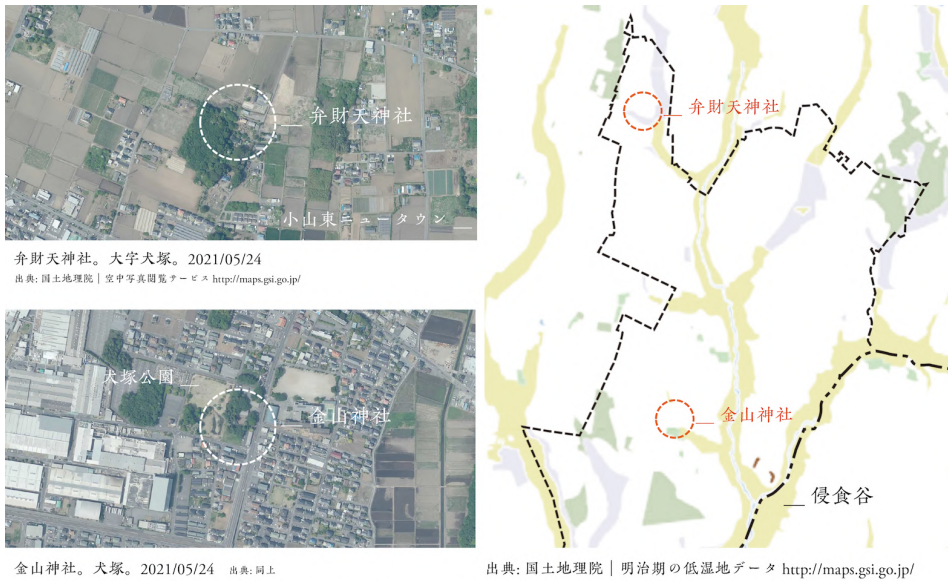 弁財天神社
小山東ニュータウン
弁財天神社。大字犬塚。2021/05/24
出典: 国土地理院｜空中写真閲覧サービス http://maps.gsi.go.jp/
犬塚公園
金山神社
金山神社。犬塚。2021/05/24 出典: 同上
弁財天神社
金山神社
侵食谷
出典: 国土地理院｜明治期の低湿地データ http://maps.gsi.go.jp/